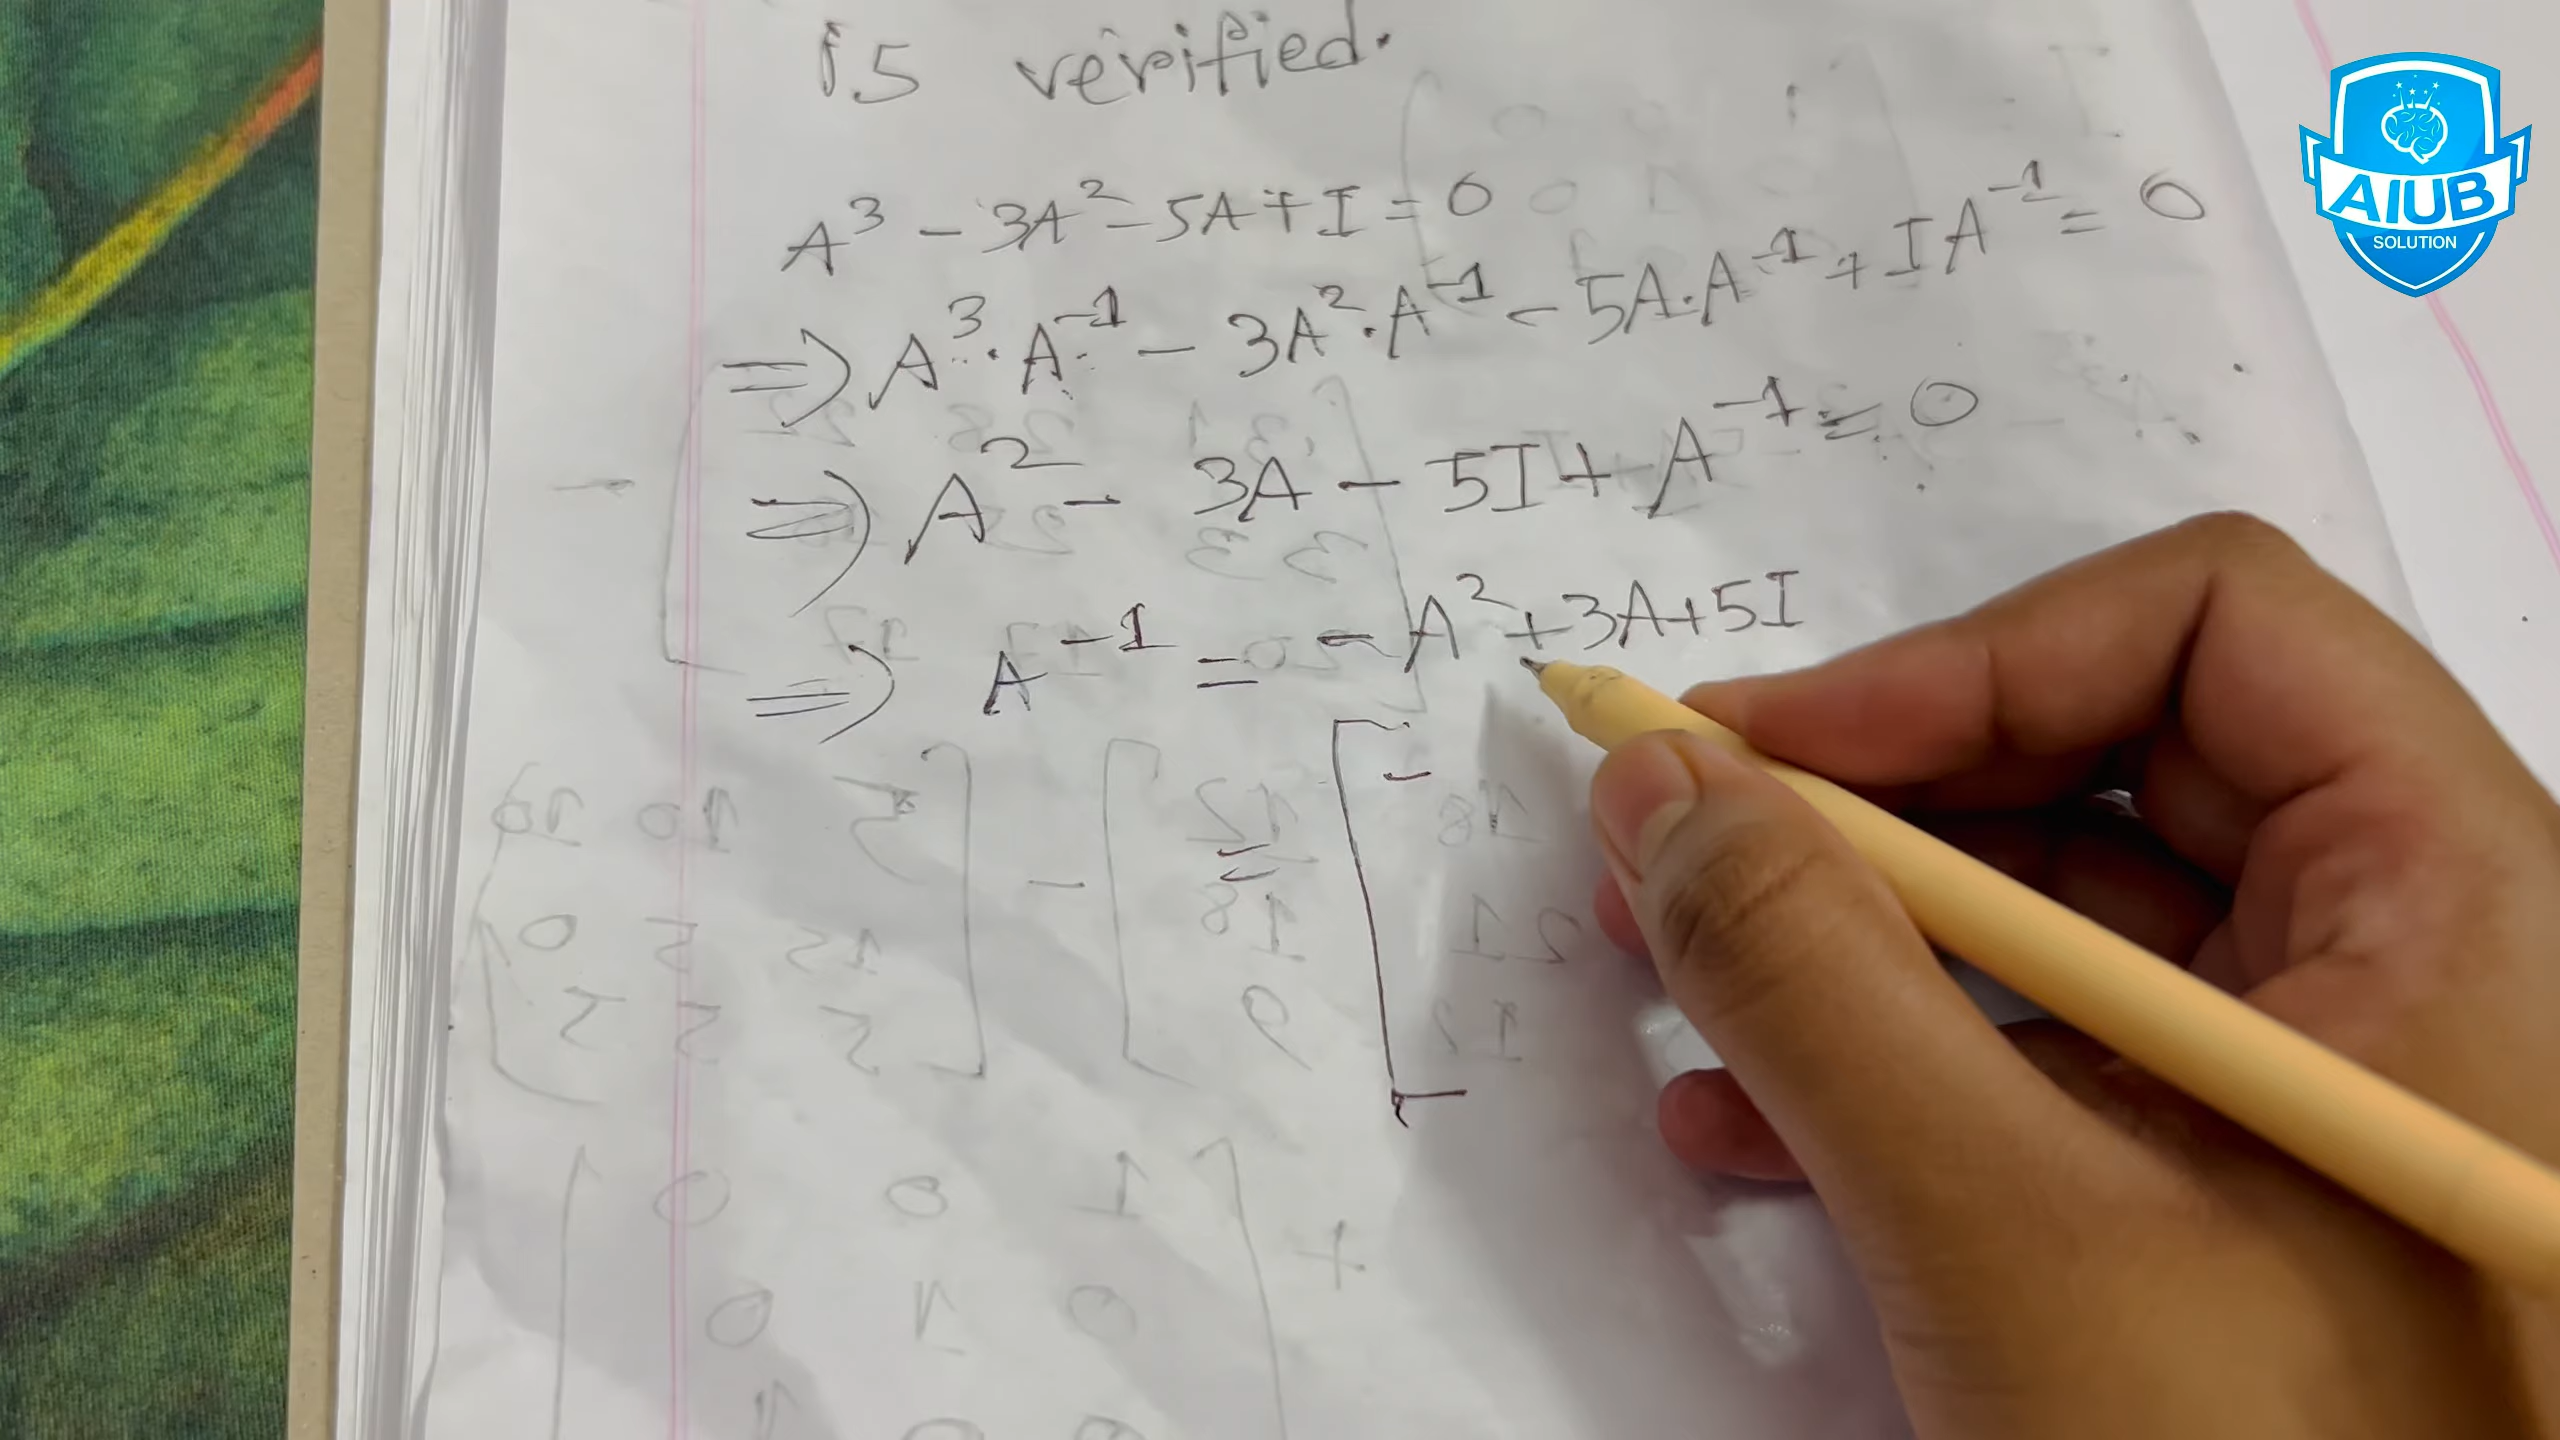 is verified.
A³ - 3A² - 5A + I = 0
⇒ A³·A⁻¹ - 3A²·A⁻¹ - 5A·A⁻¹ + IA⁻¹ = 0
⇒ A² - 3A - 5I + A⁻¹ = 0
⇒ A⁻¹ = -A² + 3A + 5I
= [ -
AIUB
SOLUTION